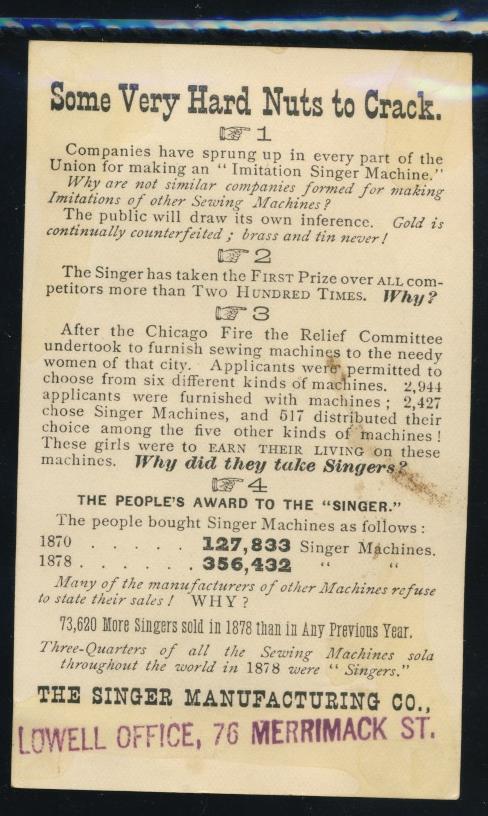 Some Very Hard Nuts to Crack.
☞ 1
Companies have sprung up in every part of the
Union for making an "Imitation Singer Machine."
Why are not similar companies formed for making
Imitations of other Sewing Machines?
The public will draw its own inference. Gold is
continually counterfeited; brass and tin never!
☞ 2
The Singer has taken the FIRST Prize over ALL com-
petitors more than TWO HUNDRED TIMES. Why?
☞ 3
After the Chicago Fire the Relief Committee
undertook to furnish sewing machines to the needy
women of that city. Applicants were permitted to
choose from six different kinds of machines. 2,944
applicants were furnished with machines; 2,427
chose Singer Machines, and 517 distributed their
choice among the five other kinds of machines!
These girls were to EARN THEIR LIVING on these
machines. Why did they take Singers?
☞ 4
THE PEOPLE'S AWARD TO THE "SINGER."
The people bought Singer Machines as follows:
1870 . . . . . . 127,833 Singer Machines.
1878 . . . . . . . 356,432 " "
Many of the manufacturers of other Machines refuse
to state their sales! WHY?
73,620 More Singers sold in 1878 than in Any Previous Year.
Three-Quarters of all the Sewing Machines sold
throughout the world in 1878 were "Singers."
THE SINGER MANUFACTURING CO.,
LOWELL OFFICE, 76 MERRIMACK ST.